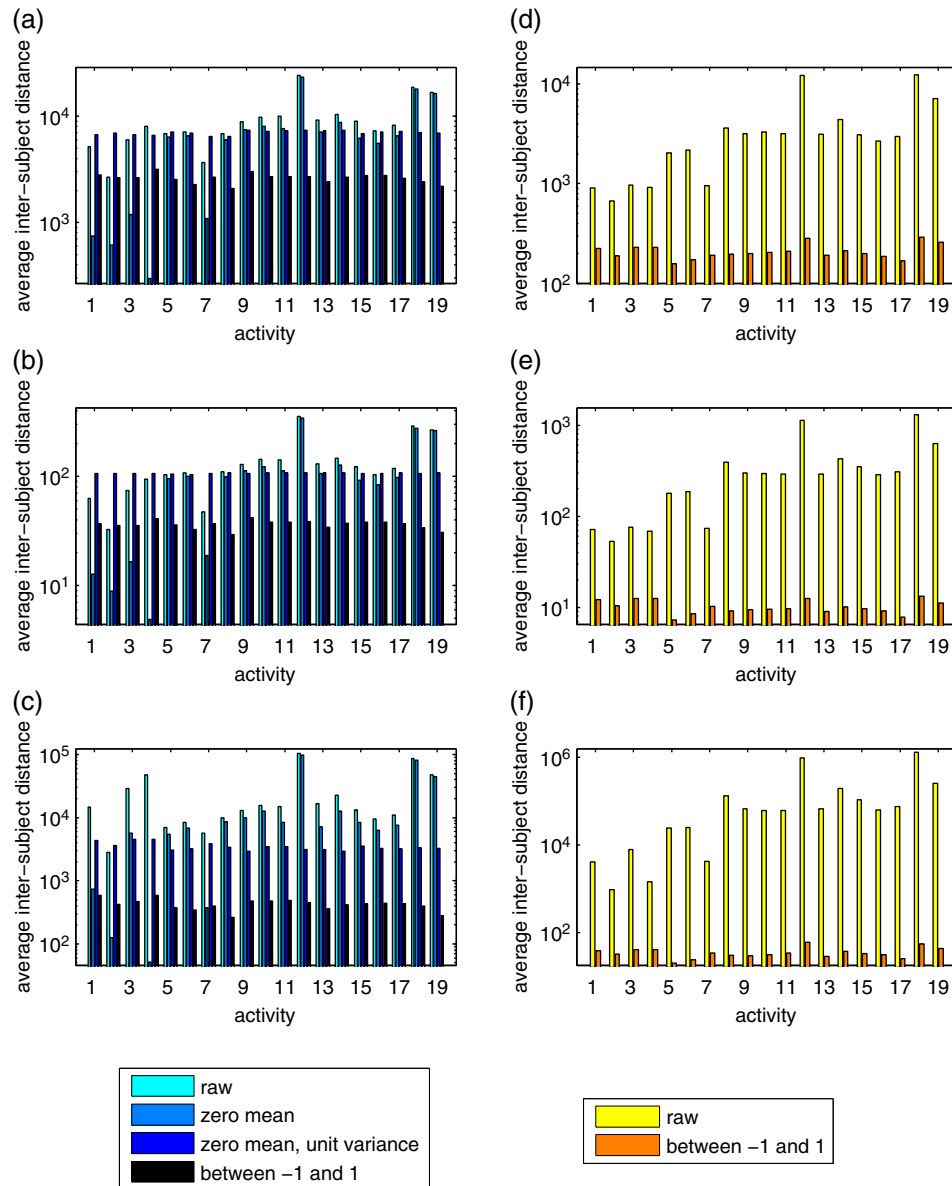 (a)
average inter−subject distance
10^4
10^3
1 3 5 7 9 11 13 15 17 19
activity
(d)
average inter−subject distance
10^4
10^3
10^2
1 3 5 7 9 11 13 15 17 19
activity
(b)
average inter−subject distance
10^2
10^1
1 3 5 7 9 11 13 15 17 19
activity
(e)
average inter−subject distance
10^3
10^2
10^1
1 3 5 7 9 11 13 15 17 19
activity
(c)
average inter−subject distance
10^5
10^4
10^3
10^2
1 3 5 7 9 11 13 15 17 19
activity
(f)
average inter−subject distance
10^6
10^4
10^2
1 3 5 7 9 11 13 15 17 19
activity
raw
zero mean
zero mean, unit variance
between −1 and 1
raw
between −1 and 1